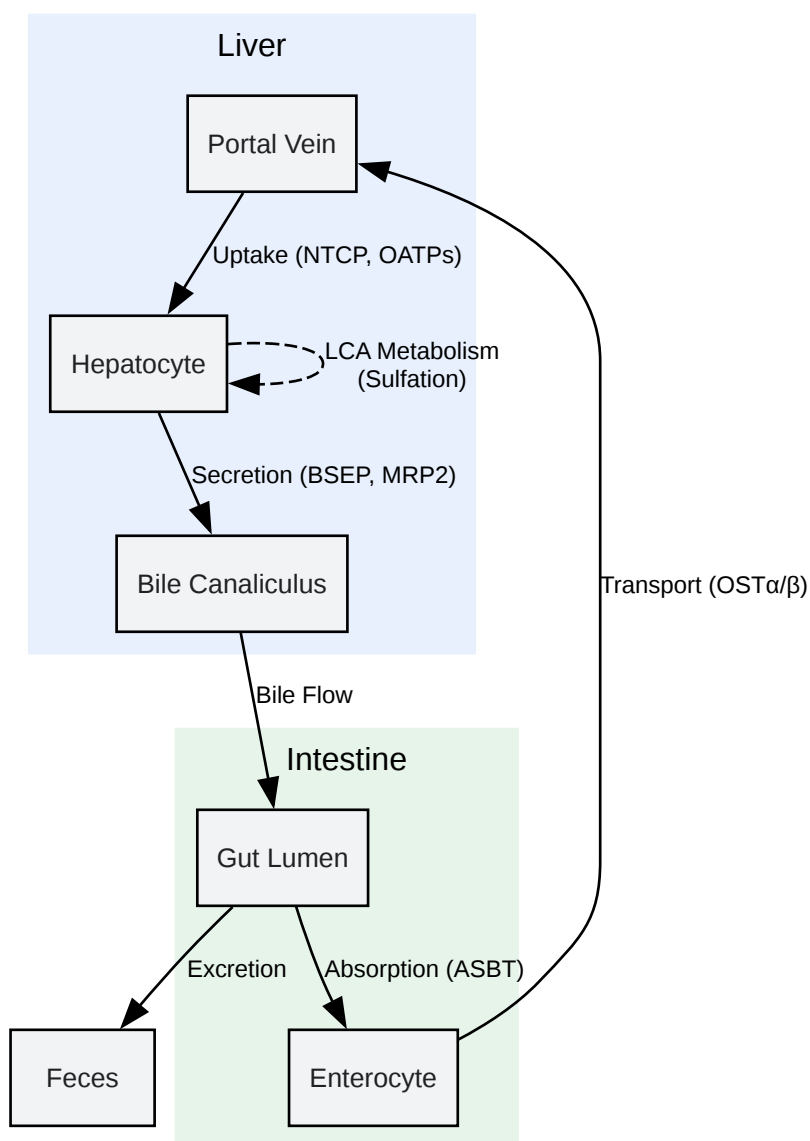 Liver
Portal Vein
Uptake (NTCP, OATPs)
Hepatocyte
LCA Metabolism
(Sulfation)
Secretion (BSEP, MRP2)
Bile Canaliculus
Transport (OSTα/β)
Bile Flow
Intestine
Gut Lumen
Excretion
Absorption (ASBT)
Feces
Enterocyte